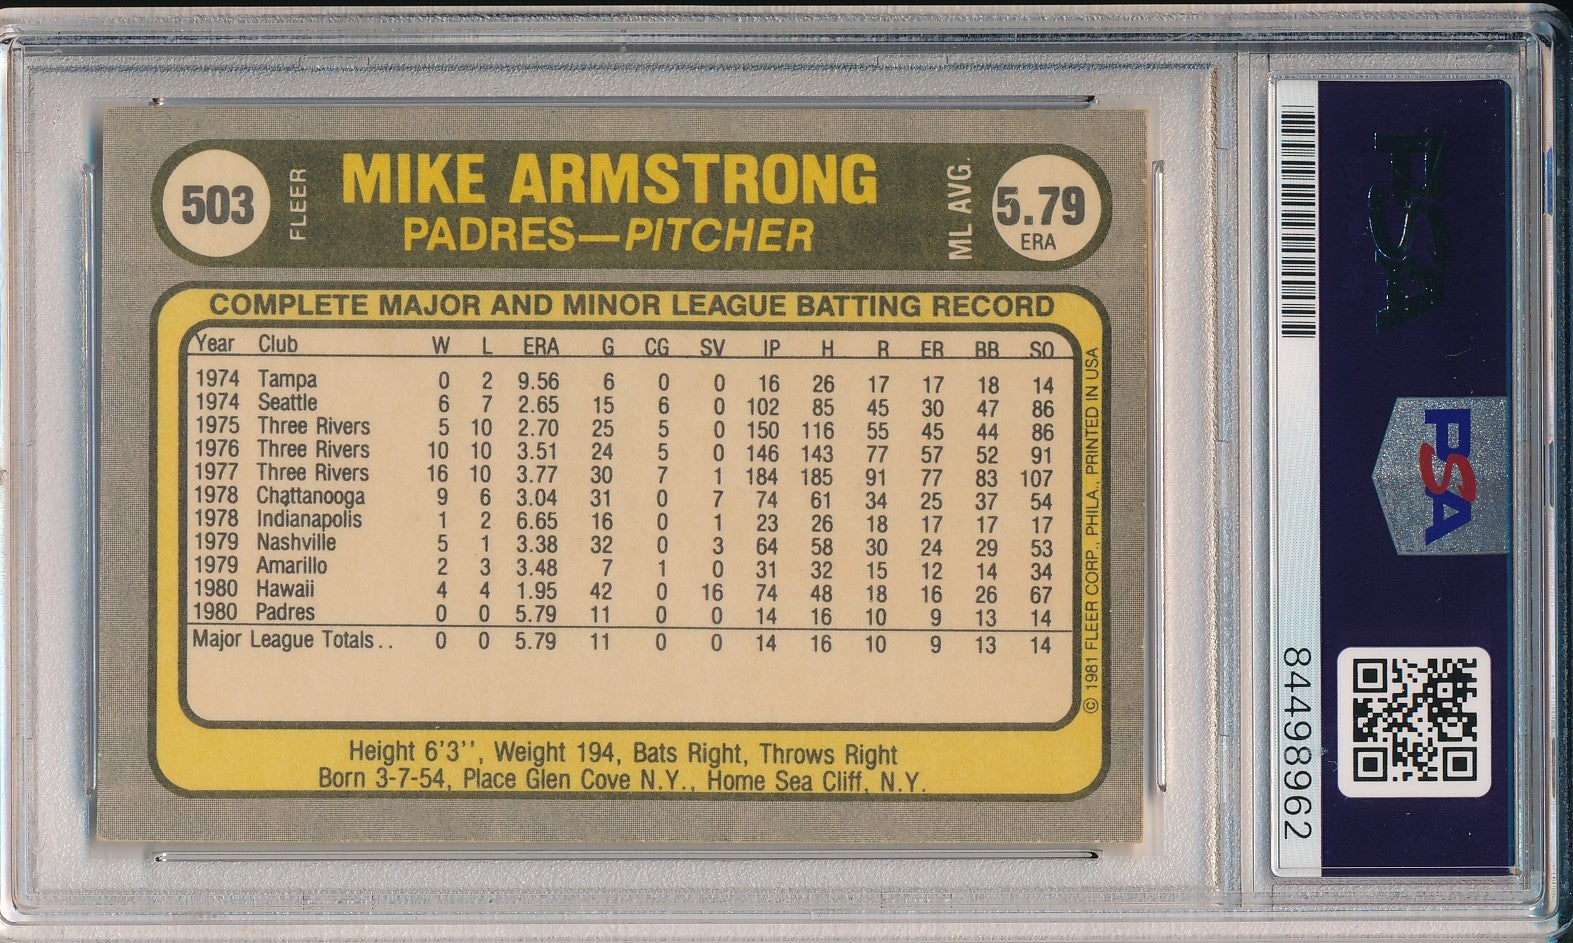 503
FLEER
MIKE ARMSTRONG
PADRES—PITCHER
ML AVG.
5.79
ERA
COMPLETE MAJOR AND MINOR LEAGUE BATTING RECORD
Year Club W L ERA G CG SV IP H R ER BB SO
1974 Tampa 0 2 9.56 6 0 0 16 26 17 17 18 14
1974 Seattle 6 7 2.65 15 6 0 102 85 45 30 47 86
1975 Three Rivers 5 10 2.70 25 5 0 150 116 55 45 44 86
1976 Three Rivers 10 10 3.51 24 5 0 146 143 77 57 52 91
1977 Three Rivers 16 10 3.77 30 7 1 184 185 91 77 83 107
1978 Chattanooga 9 6 3.04 31 0 7 74 61 34 25 37 54
1978 Indianapolis 1 2 6.65 16 0 1 23 26 18 17 17 17
1979 Nashville 5 1 3.38 32 0 3 64 58 30 24 29 53
1979 Amarillo 2 3 3.48 7 1 0 31 32 15 12 14 34
1980 Hawaii 4 4 1.95 42 0 16 74 48 18 16 26 67
1980 Padres 0 0 5.79 11 0 0 14 16 10 9 13 14
Major League Totals . . 0 0 5.79 11 0 0 14 16 10 9 13 14
Height 6'3'', Weight 194, Bats Right, Throws Right
Born 3-7-54, Place Glen Cove N.Y., Home Sea Cliff, N.Y.
© 1981 FLEER CORP., PHILA., PRINTED IN USA
PSA
PSA
84498962